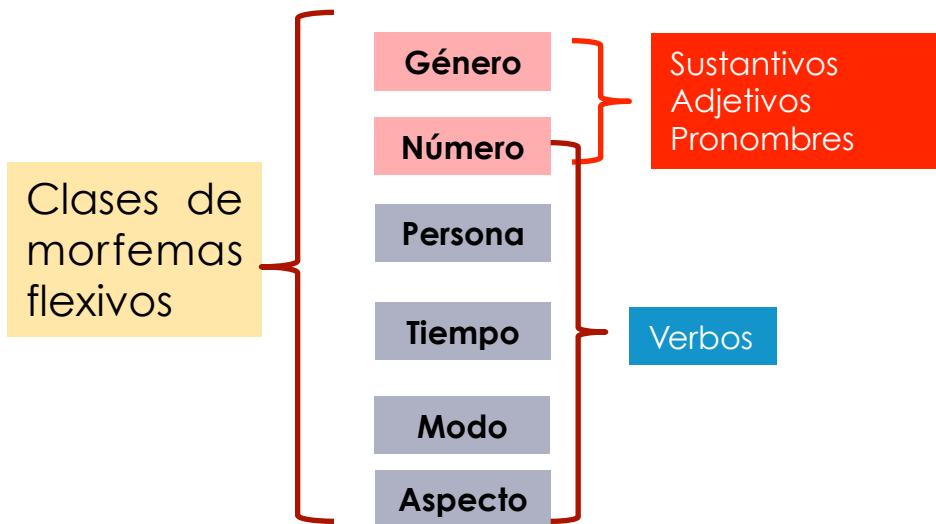 Clases de
morfemas
flexivos
Género
Número
Persona
Tiempo
Modo
Aspecto
Sustantivos
Adjetivos
Pronombres
Verbos